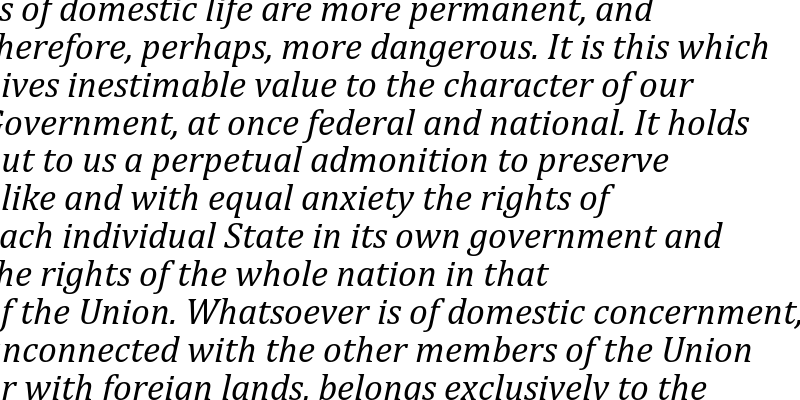 s of domestic life are more permanent, and
herefore, perhaps, more dangerous. It is this which
ives inestimable value to the character of our
Government, at once federal and national. It holds
ut to us a perpetual admonition to preserve
like and with equal anxiety the rights of
ach individual State in its own government and
he rights of the whole nation in that
f the Union. Whatsoever is of domestic concernment,
nconnected with the other members of the Union
r with foreign lands, belongs exclusively to the